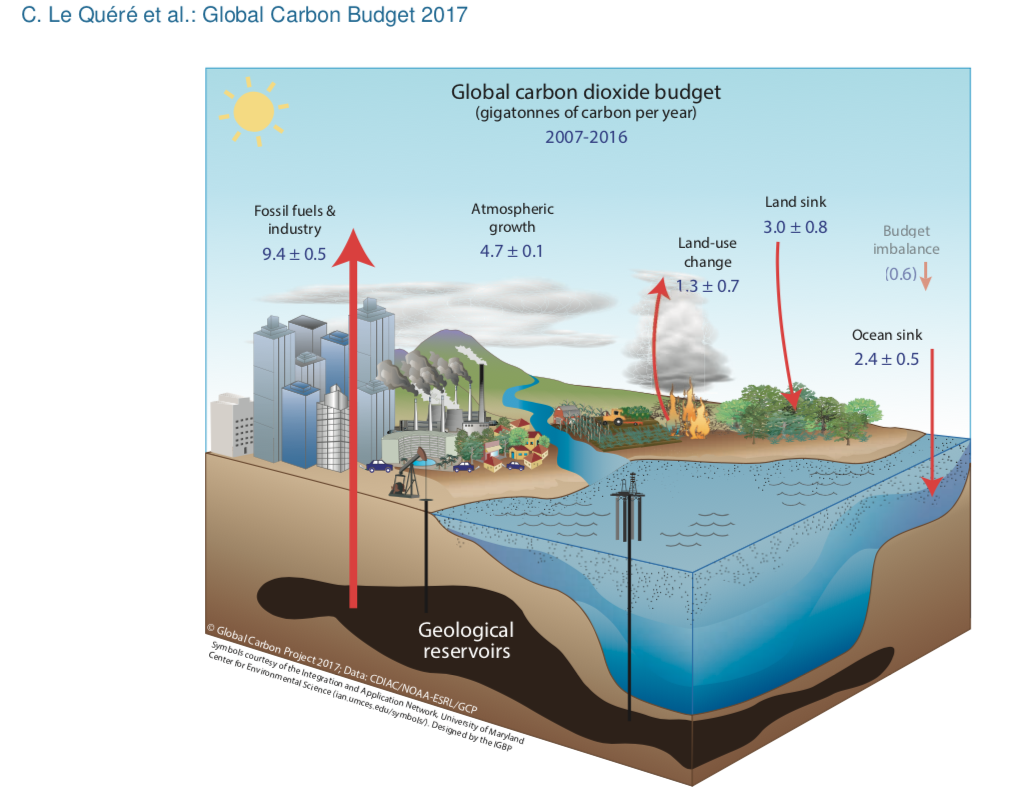 C. Le Quéré et al.: Global Carbon Budget 2017
Global carbon dioxide budget
(gigatonnes of carbon per year)
2007-2016
Fossil fuels &
industry
9.4 ± 0.5
Atmospheric
growth
4.7 ± 0.1
Land-use
change
1.3 ± 0.7
Land sink
3.0 ± 0.8
Budget
imbalance
(0.6)
Ocean sink
2.4 ± 0.5
Geological
reservoirs
© Global Carbon Project 2017; Data: CDIAC/NOAA-ESRL/GCP
Symbols courtesy of the Integration and Application Network, University of Maryland
Center for Environmental Science (ian.umces.edu/symbols/). Designed by the IGBP